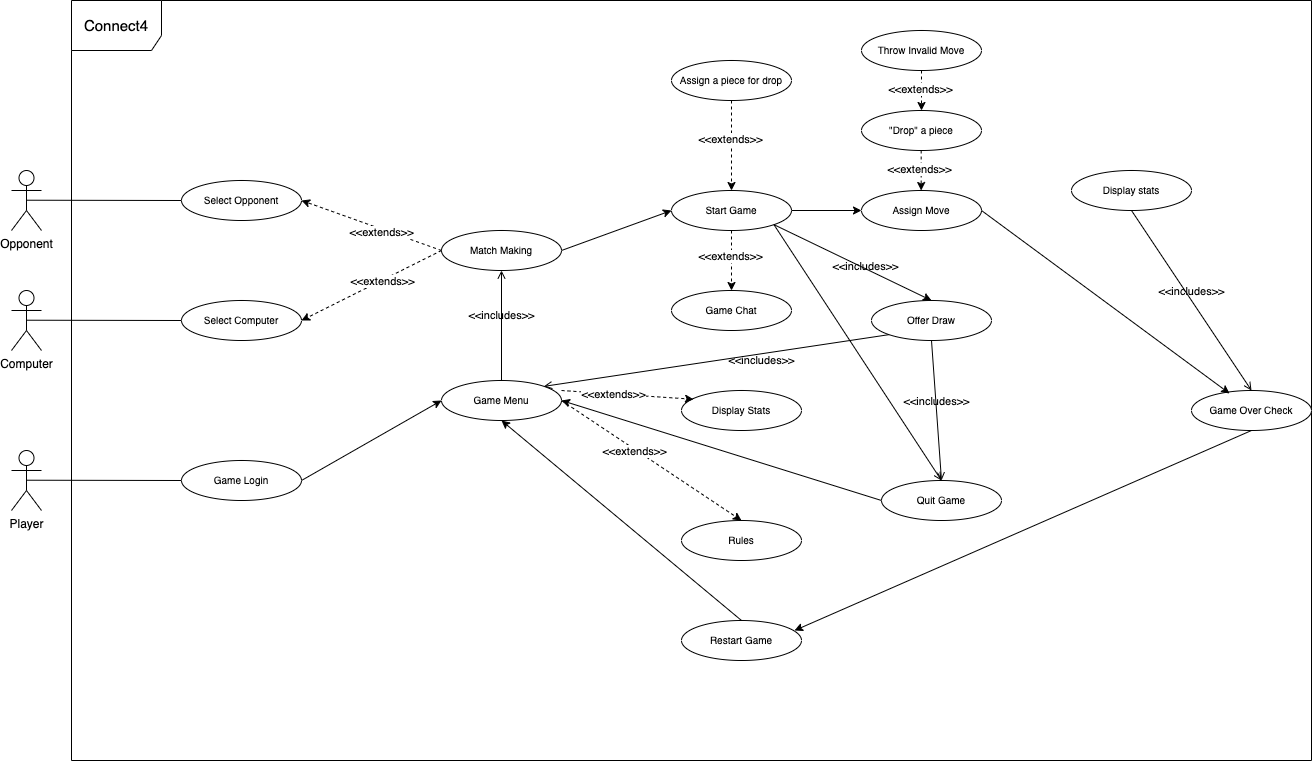 Connect4
Throw Invalid Move
Assign a piece for drop
<<extends>>
"Drop" a piece
<<extends>>
<<extends>>
Display stats
Select Opponent
Start Game
Assign Move
Opponent
<<extends>>
Match Making
<<extends>>
<<includes>>
<<extends>>
<<includes>>
Game Chat
<<includes>>
Select Computer
Offer Draw
Computer
<<includes>>
<<extends>>
Game Menu
<<includes>>
Display Stats
Game Over Check
<<extends>>
Game Login
Quit Game
Player
Rules
Restart Game